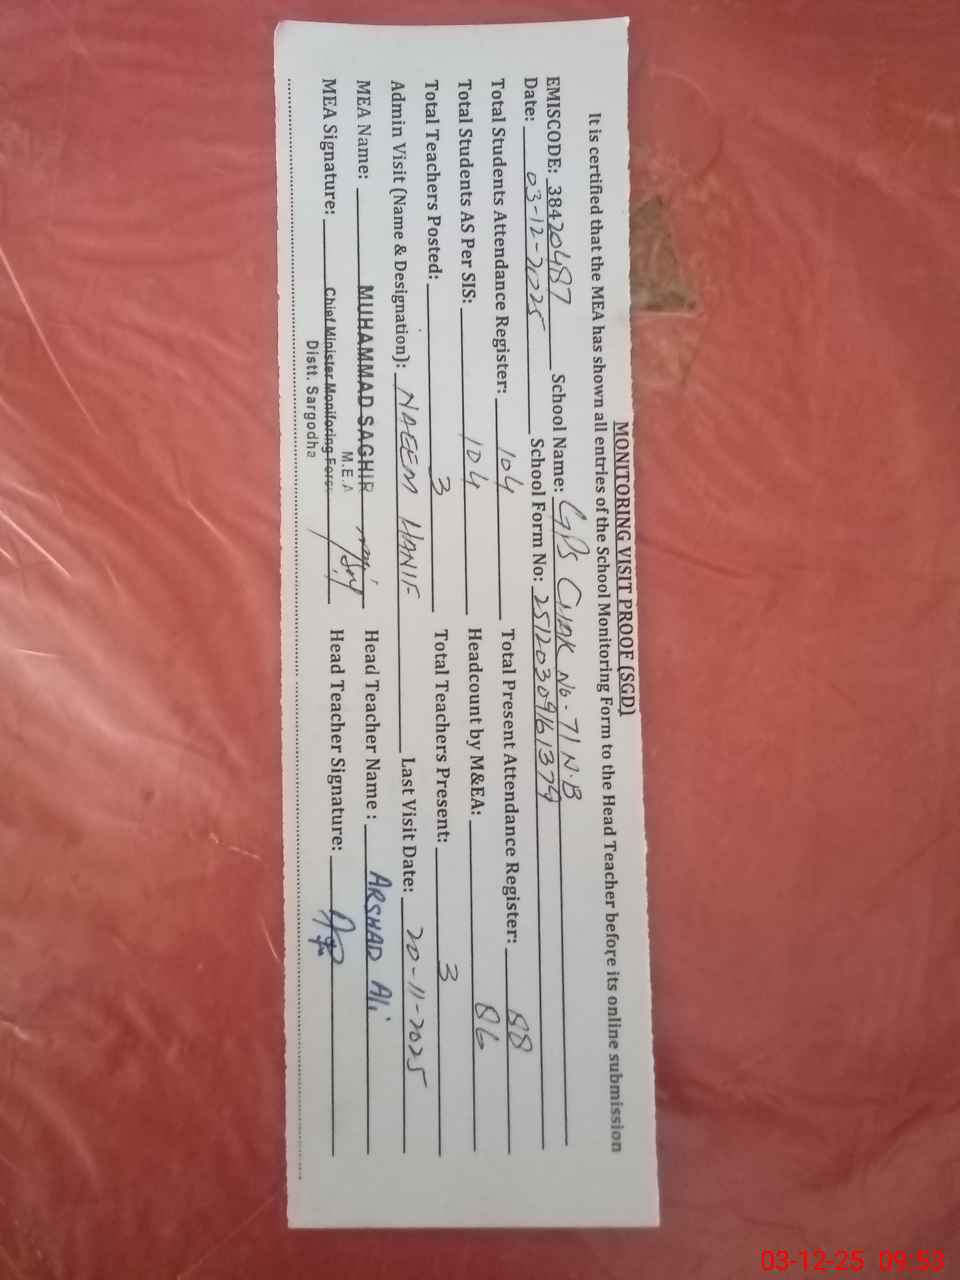 MONITORING VISIT PROOF (SGD)
It is certified that the MEA has shown all entries of the School Monitoring Form to the Head Teacher before its online submission
EMISCODE: 38420487 School Name: GPS CHAK No. 71 N.B
Date: 03-12-2025 School Form No: 25120309161379
Total Students Attendance Register: 104 Total Present Attendance Register: 88
Total Students AS Per SIS: 104 Headcount by M&EA: 86
Total Teachers Posted: 3 Total Teachers Present: 3
Admin Visit (Name & Designation): NAEEM HANIF Last Visit Date: 20-11-2025
MEA Name: MUHAMMAD SAGHIR Head Teacher Name : ARSHAD Ali
M.E.A
MEA Signature: Chief Minister Monitoring Force Head Teacher Signature:
Distt. Sargodha
03-12-25 09:53